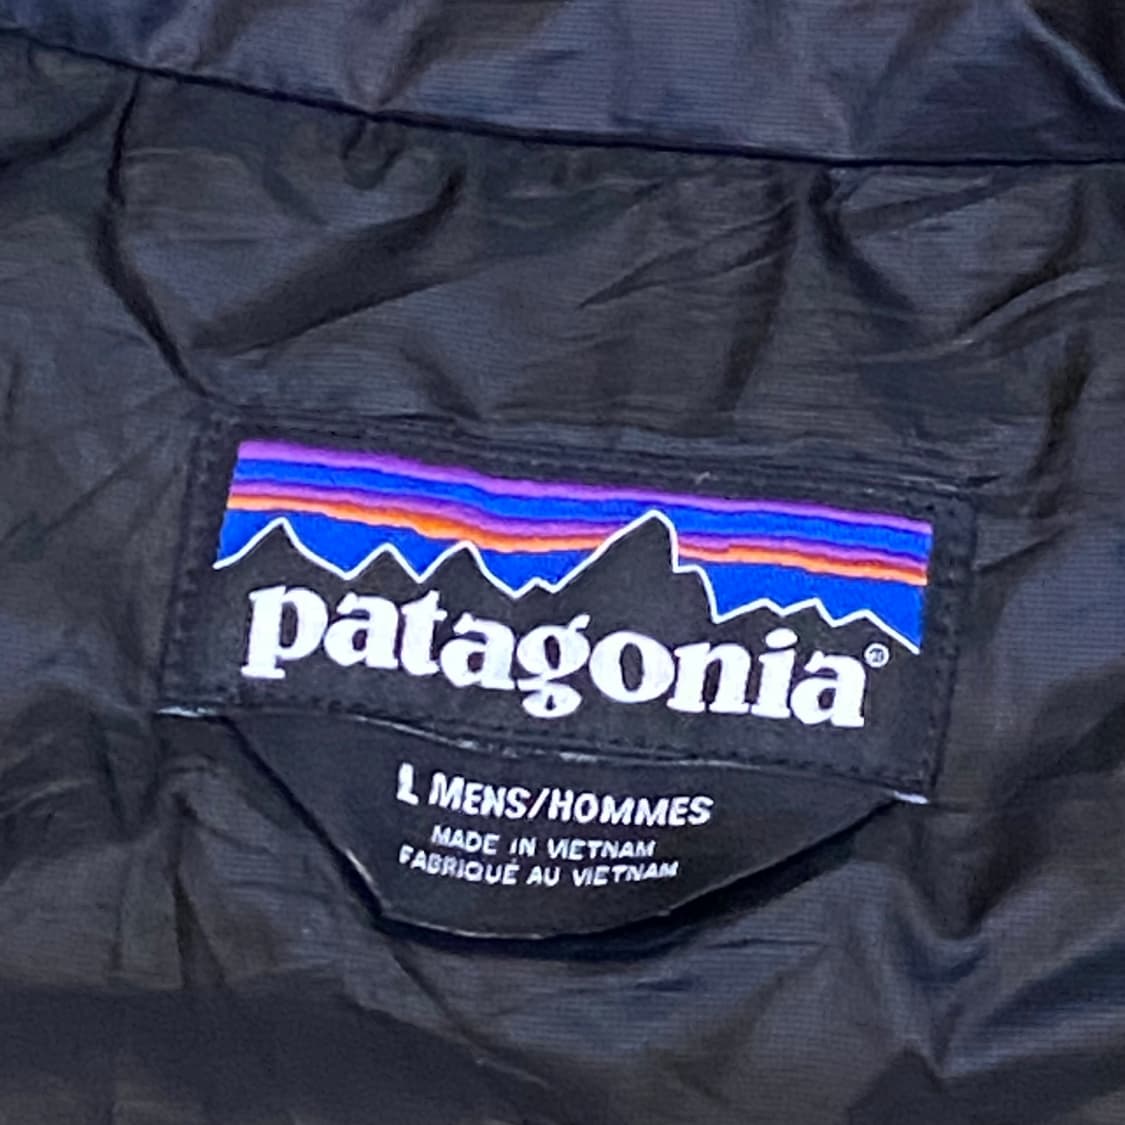 patagonia®
L MENS/HOMMES
MADE IN VIETNAM
FABRIQUÉ AU VIETNAM